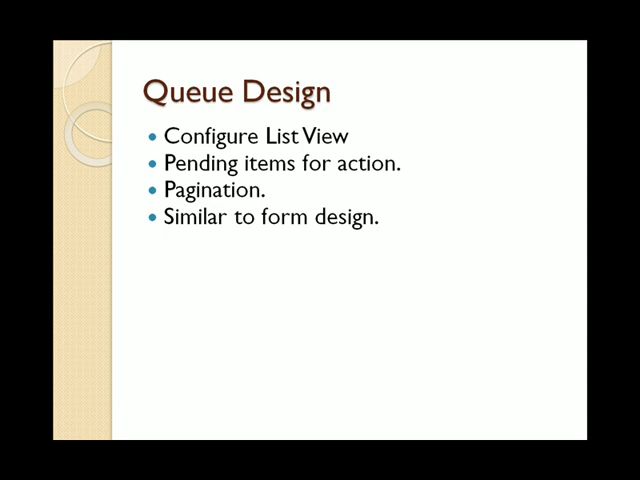 Queue Design
• Configure List View
• Pending items for action.
• Pagination.
• Similar to form design.